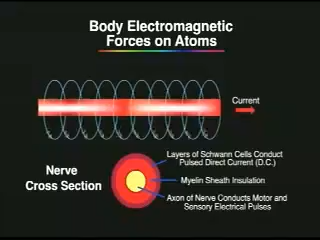 Body Electromagnetic
Forces on Atoms
Current
Nerve
Cross Section
Layers of Schwann Cells Conduct
Pulsed Direct Current (D.C.)
Myelin Sheath Insulation
Axon of Nerve Conducts Motor and
Sensory Electrical Pulses